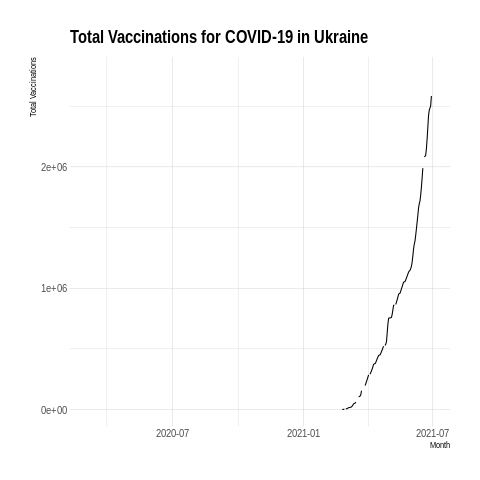 Total Vaccinations for COVID-19 in Ukraine
Total Vaccinations
2e+06
1e+06
0e+00
2020-07
2021-01
2021-07
Month